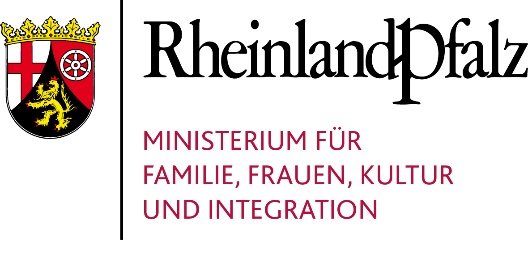 RheinlandPfalz
MINISTERIUM FÜR
FAMILIE, FRAUEN, KULTUR
UND INTEGRATION